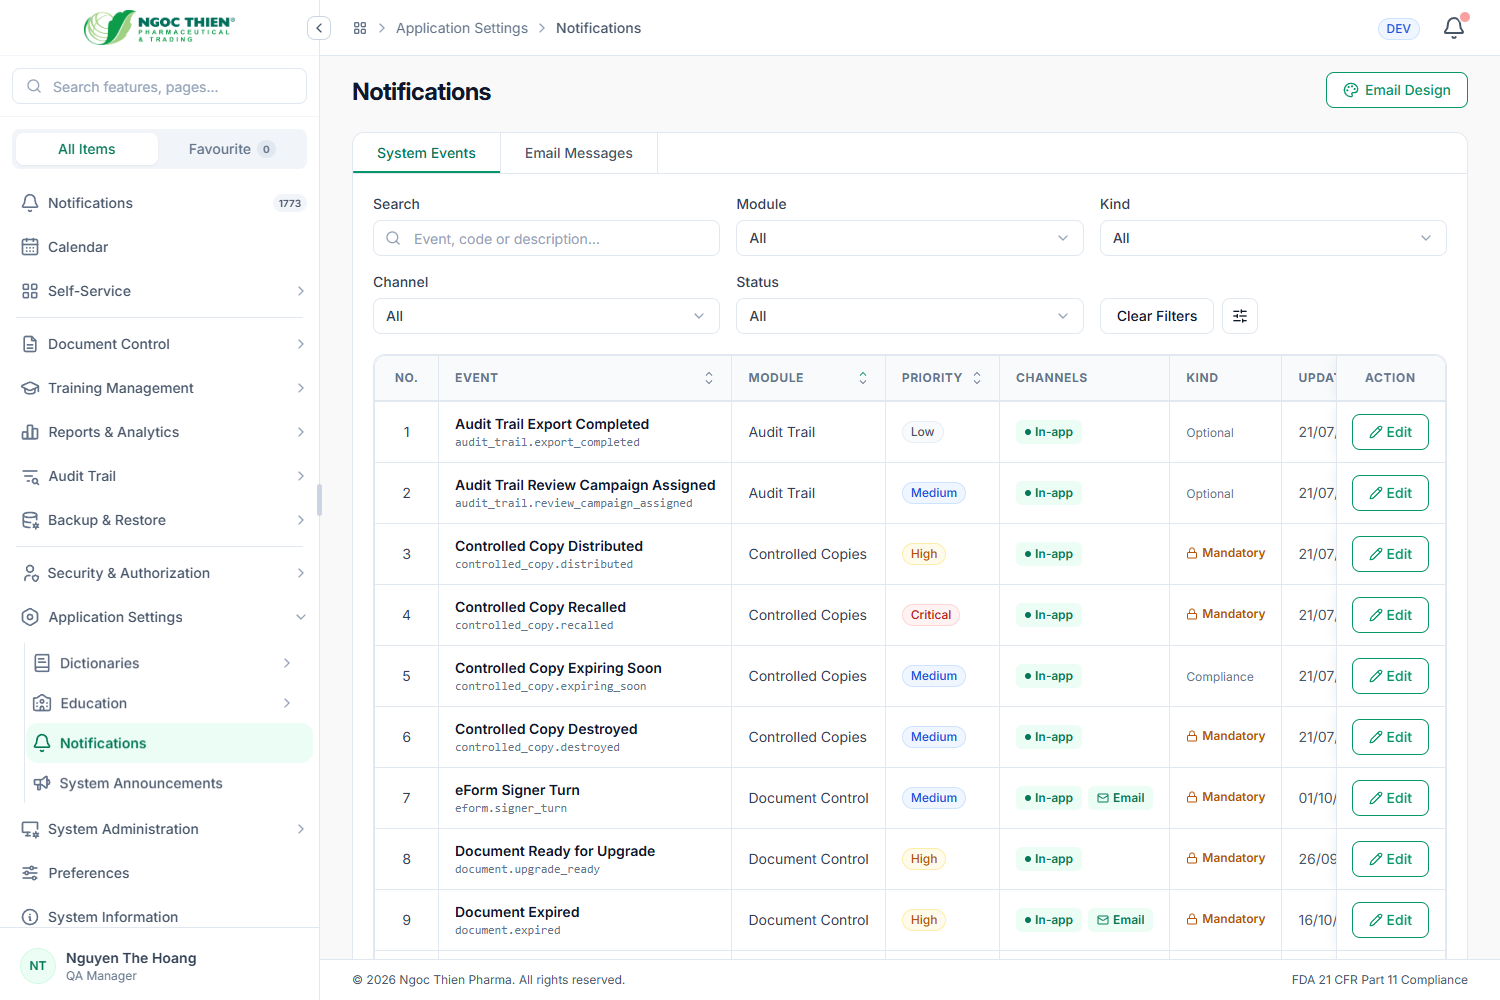 NGOC THIEN®
PHARMACEUTICAL
& TRADING
Search features, pages...
All Items
Favourite 0
Notifications 1773
Calendar
Self-Service
Document Control
Training Management
Reports & Analytics
Audit Trail
Backup & Restore
Security & Authorization
Application Settings
Dictionaries
Education
Notifications
System Announcements
System Administration
Preferences
System Information
NT
Nguyen The Hoang
QA Manager
Application Settings > Notifications
DEV
Notifications
Email Design
System Events
Email Messages
Search
Module
Kind
Event, code or description...
All
All
Channel
Status
All
All
Clear Filters
NO. EVENT MODULE PRIORITY CHANNELS KIND UPDAT ACTION
1 Audit Trail Export Completed Audit Trail Low In-app Optional 21/07/ Edit
audit_trail.export_completed
2 Audit Trail Review Campaign Assigned Audit Trail Medium In-app Optional 21/07/ Edit
audit_trail.review_campaign_assigned
3 Controlled Copy Distributed Controlled Copies High In-app Mandatory 21/07/ Edit
controlled_copy.distributed
4 Controlled Copy Recalled Controlled Copies Critical In-app Mandatory 21/07/ Edit
controlled_copy.recalled
5 Controlled Copy Expiring Soon Controlled Copies Medium In-app Compliance 21/07/ Edit
controlled_copy.expiring_soon
6 Controlled Copy Destroyed Controlled Copies Medium In-app Mandatory 21/07/ Edit
controlled_copy.destroyed
7 eForm Signer Turn Document Control Medium In-app Email Mandatory 01/10/ Edit
eform.signer_turn
8 Document Ready for Upgrade Document Control High In-app Mandatory 26/09 Edit
document.upgrade_ready
9 Document Expired Document Control High In-app Email Mandatory 16/10/ Edit
document.expired
© 2026 Ngoc Thien Pharma. All rights reserved.
FDA 21 CFR Part 11 Compliance